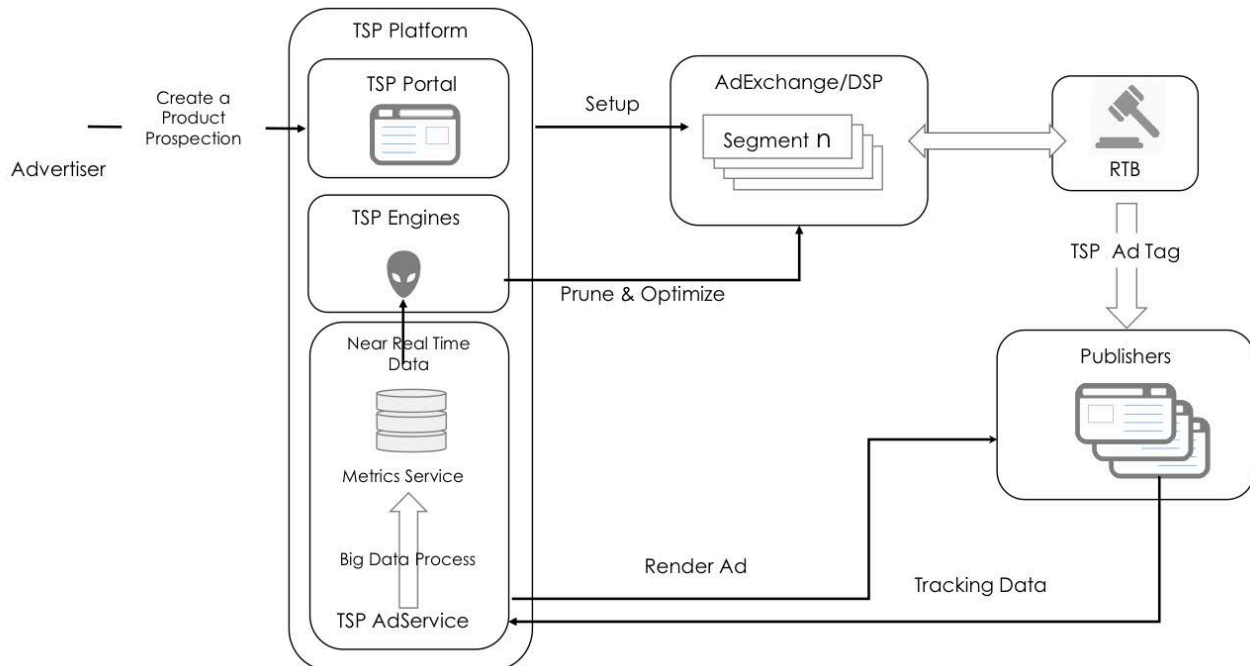 TSP Platform
TSP Portal
Create a
Product
Prospection
Advertiser
Setup
AdExchange/DSP
Segment n
RTB
TSP Engines
Prune & Optimize
TSP Ad Tag
Near Real Time
Data
Publishers
Metrics Service
Big Data Process
Render Ad
Tracking Data
TSP AdService